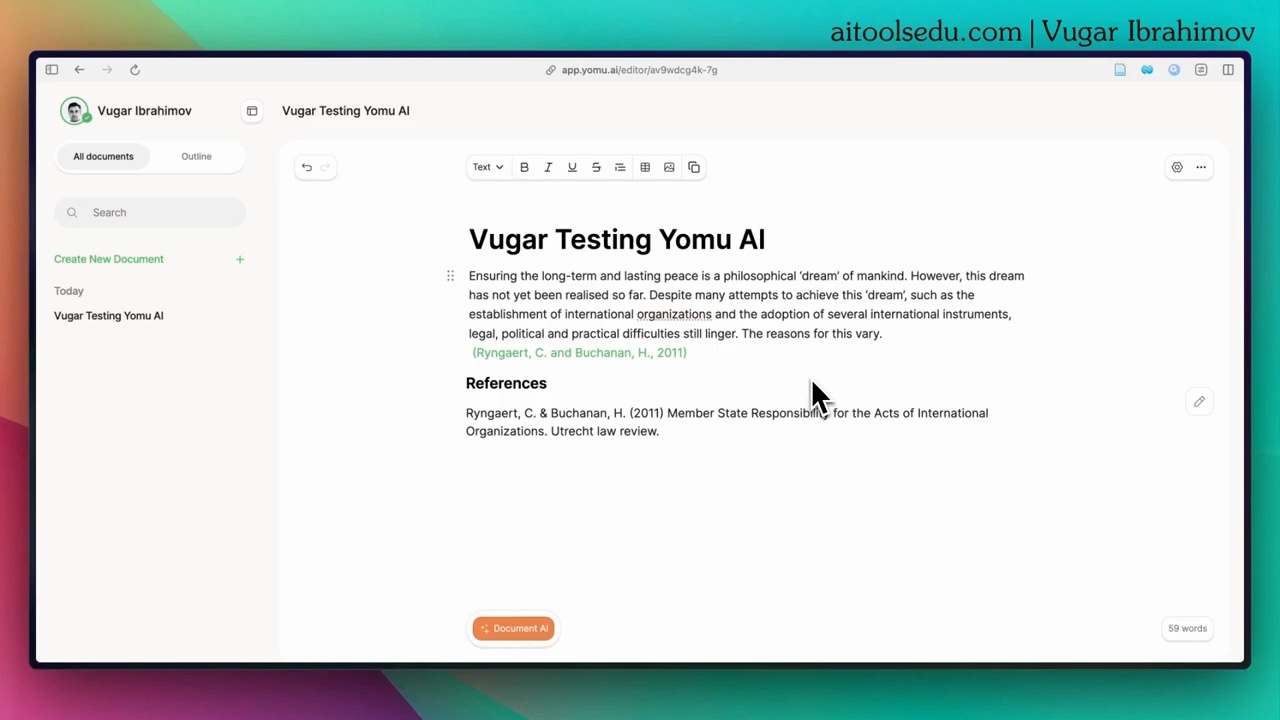 aitoolsedu.com | Vugar Ibrahimov
app.yomu.ai/editor/av9wdcg4k-7g
Vugar Ibrahimov
Vugar Testing Yomu AI
All documents
Outline
Text
B I U S
Search
Create New Document +
Today
Vugar Testing Yomu AI
Vugar Testing Yomu AI
Ensuring the long-term and lasting peace is a philosophical ‘dream’ of mankind. However, this dream
has not yet been realised so far. Despite many attempts to achieve this ‘dream’, such as the
establishment of international organizations and the adoption of several international instruments,
legal, political and practical difficulties still linger. The reasons for this vary.
(Ryngaert, C. and Buchanan, H., 2011)
References
Ryngaert, C. & Buchanan, H. (2011) Member State Responsibility for the Acts of International
Organizations. Utrecht law review.
Document AI
59 words